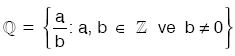 ℚ = { a/b : a, b ∈ ℤ ve b ≠ 0 }